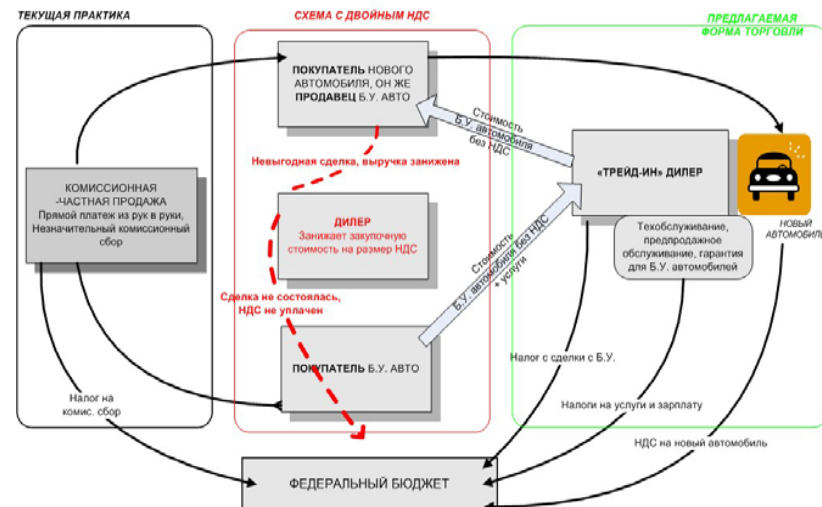 ТЕКУЩАЯ ПРАКТИКА
СХЕМА С ДВОЙНЫМ НДС
ПРЕДЛАГАЕМАЯ
ФОРМА ТОРГОВЛИ
ПОКУПАТЕЛЬ НОВОГО
АВТОМОБИЛЯ, ОН ЖЕ
ПРОДАВЕЦ Б.У. АВТО
Стоимость
Б.У. автомобиля
без НДС
Невыгодная сделка, выручка занижена
«ТРЕЙД-ИН» ДИЛЕР
НОВЫЙ
АВТОМОБИЛЬ
КОМИССИОННАЯ
-ЧАСТНАЯ ПРОДАЖА
Прямой платеж из рук в руки,
Незначительный комиссионный
сбор
ДИЛЕР
Занижает закупочную
стоимость на размер НДС
Стоимость
Б.У. автомобиля без НДС
+ услуги
Техобслуживание,
предпродажное
обслуживание, гарантия
для Б.У. автомобилей
Сделка не состоялась,
НДС не уплачен
ПОКУПАТЕЛЬ Б.У. АВТО
Налог на
комис. сбор
Налог с сделки с Б.У.
Налоги на услуги и зарплату
НДС на новый автомобиль
ФЕДЕРАЛЬНЫЙ БЮДЖЕТ